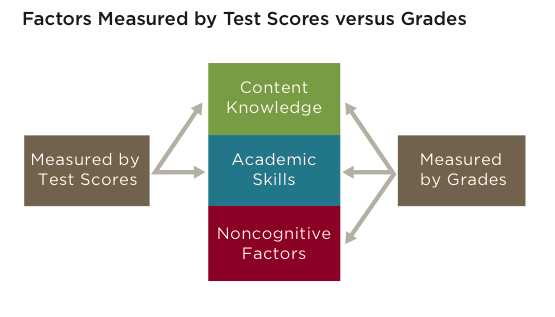 Factors Measured by Test Scores versus Grades
Content
Knowledge
Measured by
Test Scores
Academic
Skills
Measured
by Grades
Noncognitive
Factors